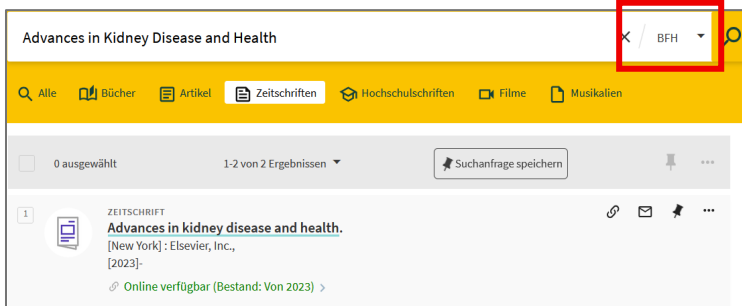 Advances in Kidney Disease and Health
BFH
Alle Bücher Artikel Zeitschriften Hochschulschriften Filme Musikalien
0 ausgewählt 1-2 von 2 Ergebnissen Suchanfrage speichern
1
ZEITSCHRIFT
Advances in kidney disease and health.
[New York] : Elsevier, Inc.,
[2023]-
Online verfügbar (Bestand: Von 2023)